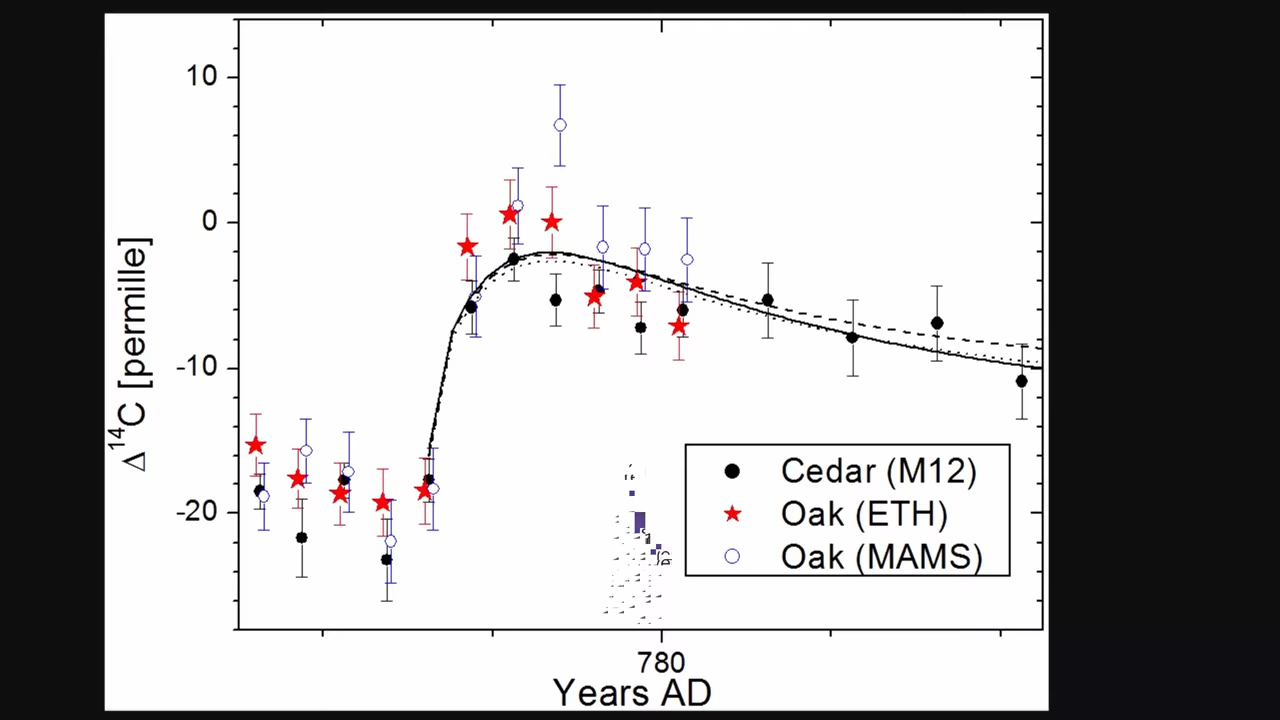 10
0
-10
-20
Δ14C [permille]
Cedar (M12)
Oak (ETH)
Oak (MAMS)
780
Years AD